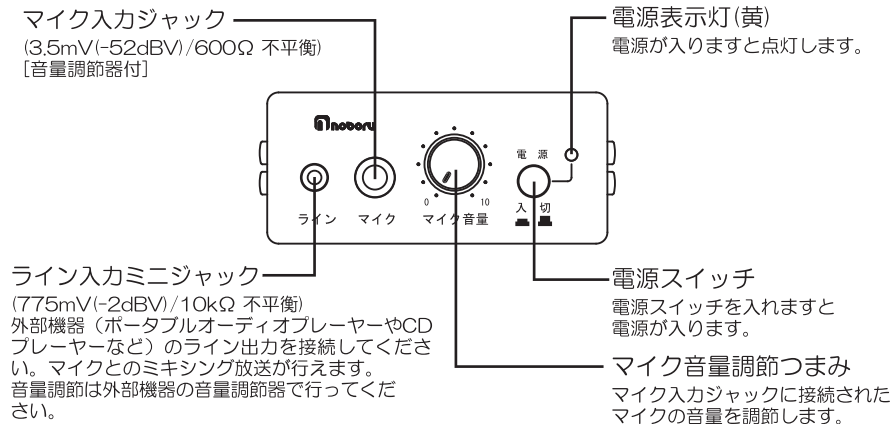 マイク入力ジャック
(3.5mV(-52dBV)/600Ω 不平衡)
[音量調節器付]
電源表示灯(黄)
電源が入りますと点灯します。
noboru
電 源
0
10
ライン
マイク
マイク音量
入
切
ライン入力ミニジャック
(775mV(-2dBV)/10kΩ 不平衡)
外部機器（ポータブルオーディオプレーヤーやCD
プレーヤーなど）のライン出力を接続してくださ
い。マイクとのミキシング放送が行えます。
音量調節は外部機器の音量調節器で行ってくだ
さい。
電源スイッチ
電源スイッチを入れますと
電源が入ります。
マイク音量調節つまみ
マイク入力ジャックに接続された
マイクの音量を調節します。